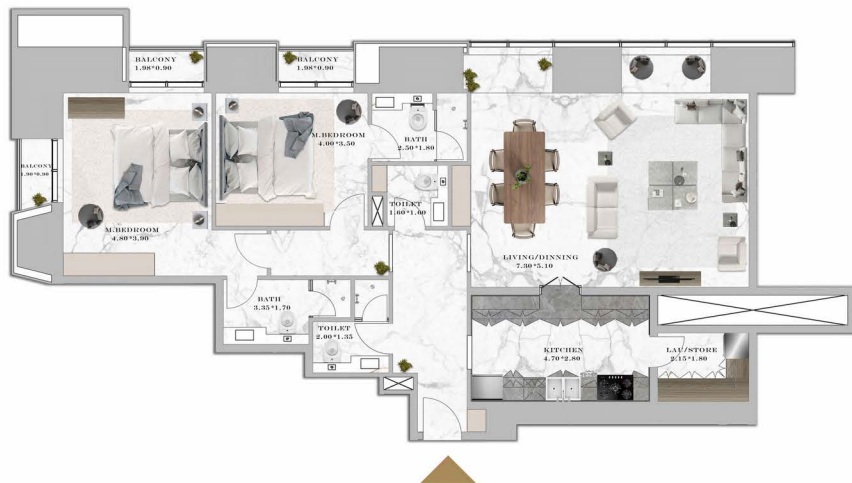 BALCONY
1.98*0.90
BALCONY
1.98*0.90
BALCONY
1.90*0.90
M.BEDROOM
4.00*3.50
BATH
2.50*1.80
TOILET
1.60*1.60
M.BEDROOM
4.80*3.90
LIVING/DINNING
7.30*5.10
BATH
3.35*1.70
TOILET
2.00*1.35
KITCHEN
4.70*2.80
LAU/STORE
2.15*1.80